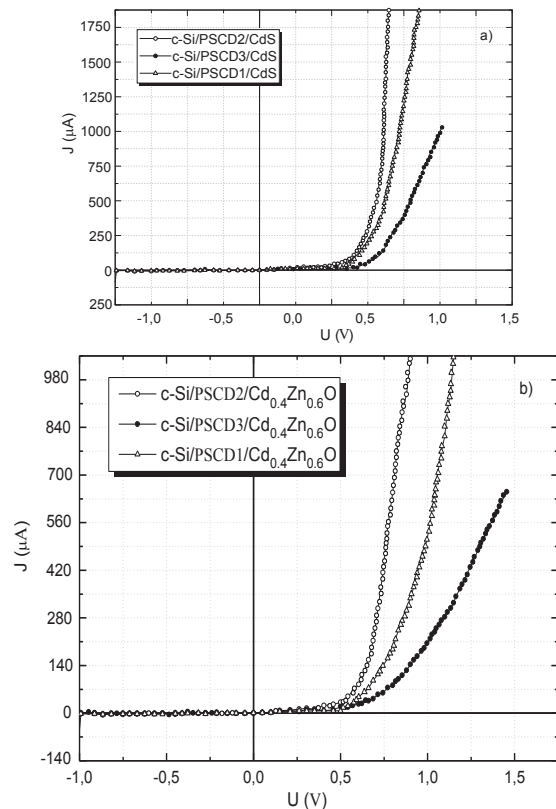 a)
c-Si/PSCD2/CdS
c-Si/PSCD3/CdS
c-Si/PSCD1/CdS
J (μA)
1750
1500
1250
1000
750
500
250
0
250
-1,0
-0,5
0,0
0,5
1,0
1,5
U (V)
b)
c-Si/PSCD2/Cd0.4Zn0.6O
c-Si/PSCD3/Cd0.4Zn0.6O
c-Si/PSCD1/Cd0.4Zn0.6O
J (μA)
980
840
700
560
420
280
140
0
-140
-1,0
-0,5
0,0
0,5
1,0
1,5
U (V)